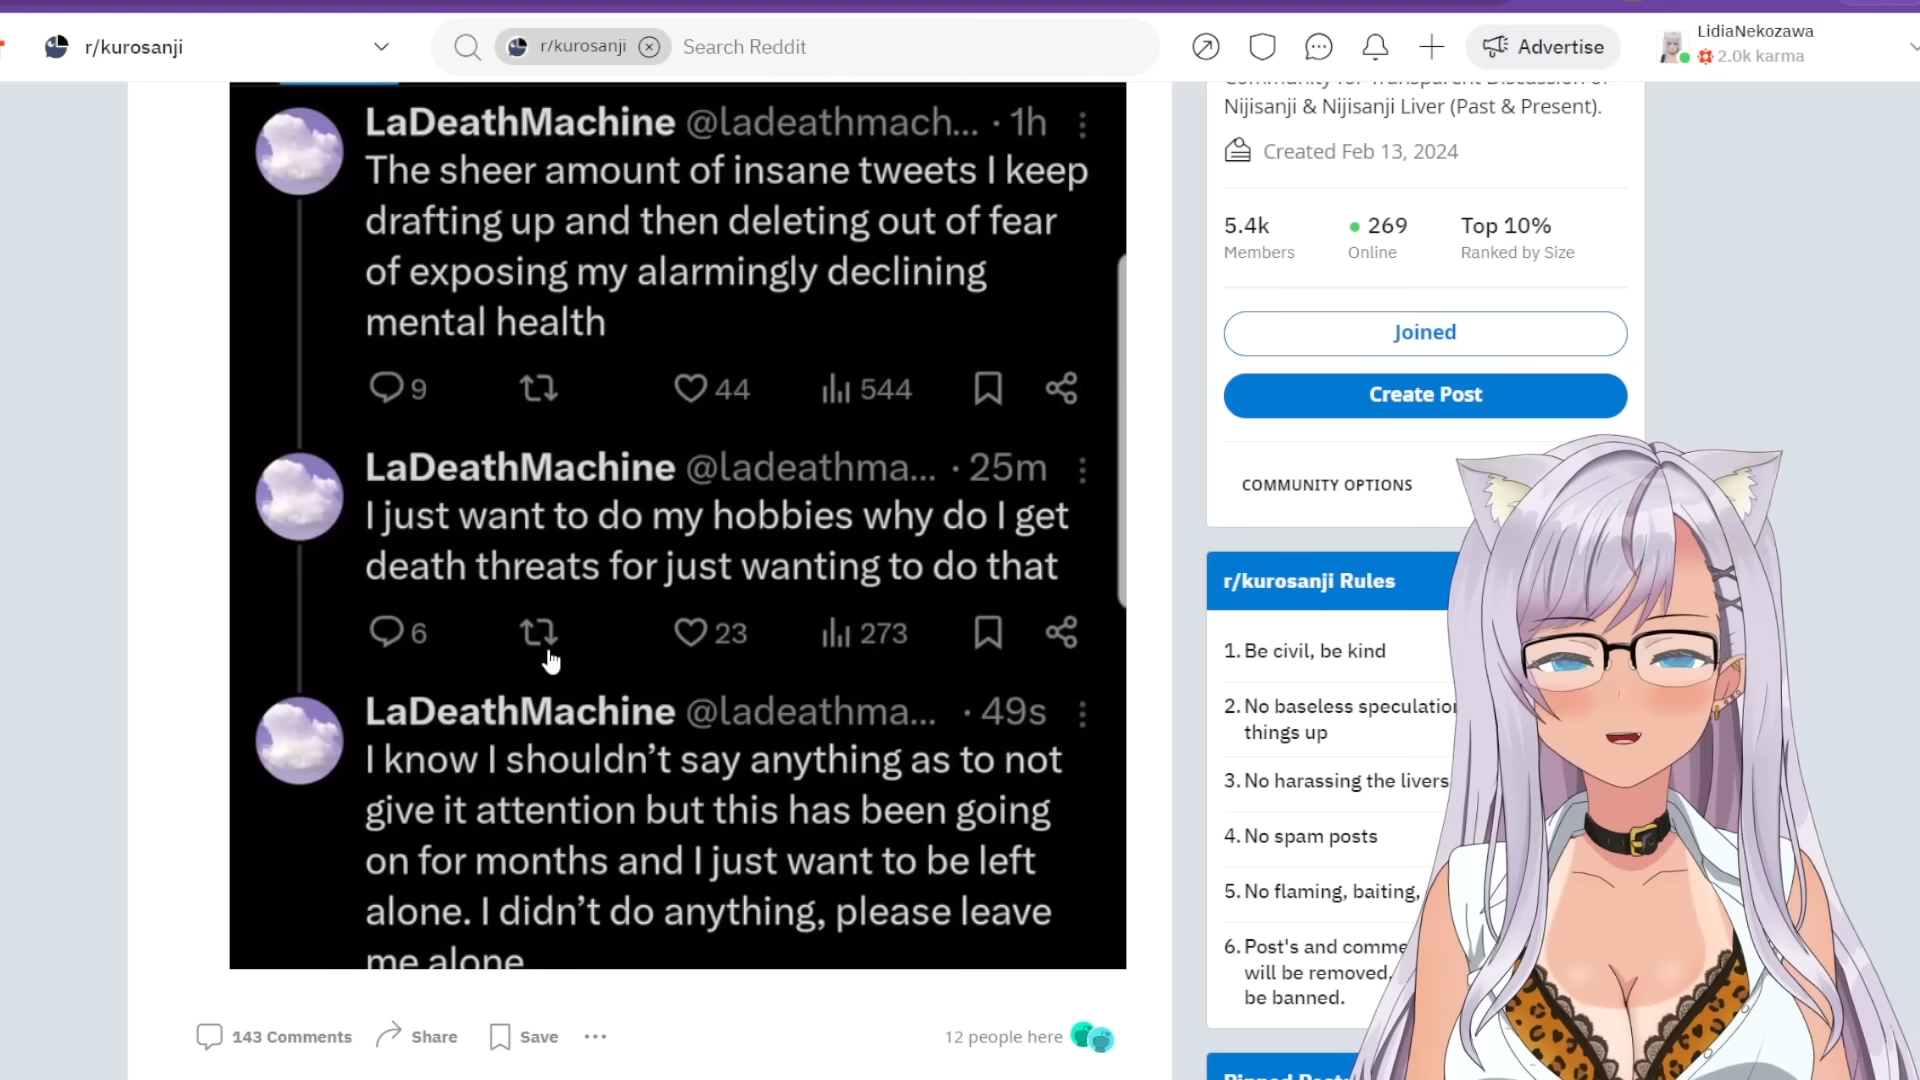 r/kurosanji
r/kurosanji Search Reddit
Advertise
LidiaNekozawa
2.0k karma
LaDeathMachine @ladeathmach... · 1h
The sheer amount of insane tweets I keep
drafting up and then deleting out of fear
of exposing my alarmingly declining
mental health
9 44 544
LaDeathMachine @ladeathma... · 25m
I just want to do my hobbies why do I get
death threats for just wanting to do that
6 23 273
LaDeathMachine @ladeathma... · 49s
I know I shouldn't say anything as to not
give it attention but this has been going
on for months and I just want to be left
alone. I didn't do anything, please leave
me alone
143 Comments Share Save
12 people here
Community for Transparent Discussion of
Nijisanji & Nijisanji Liver (Past & Present).
Created Feb 13, 2024
5.4k 269 Top 10%
Members Online Ranked by Size
Joined
Create Post
COMMUNITY OPTIONS
r/kurosanji Rules
1. Be civil, be kind
2. No baseless speculation
things up
3. No harassing the livers
4. No spam posts
5. No flaming, baiting,
6. Post's and comme
will be removed.
be banned.